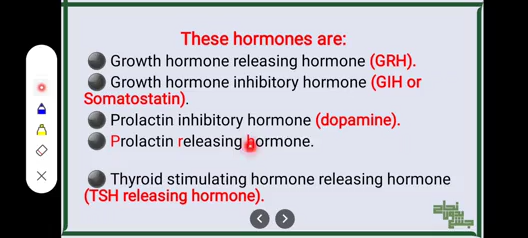 These hormones are:
Growth hormone releasing hormone (GRH).
Growth hormone inhibitory hormone (GIH or
Somatostatin).
Prolactin inhibitory hormone (dopamine).
Prolactin releasing hormone.
Thyroid stimulating hormone releasing hormone
(TSH releasing hormone).